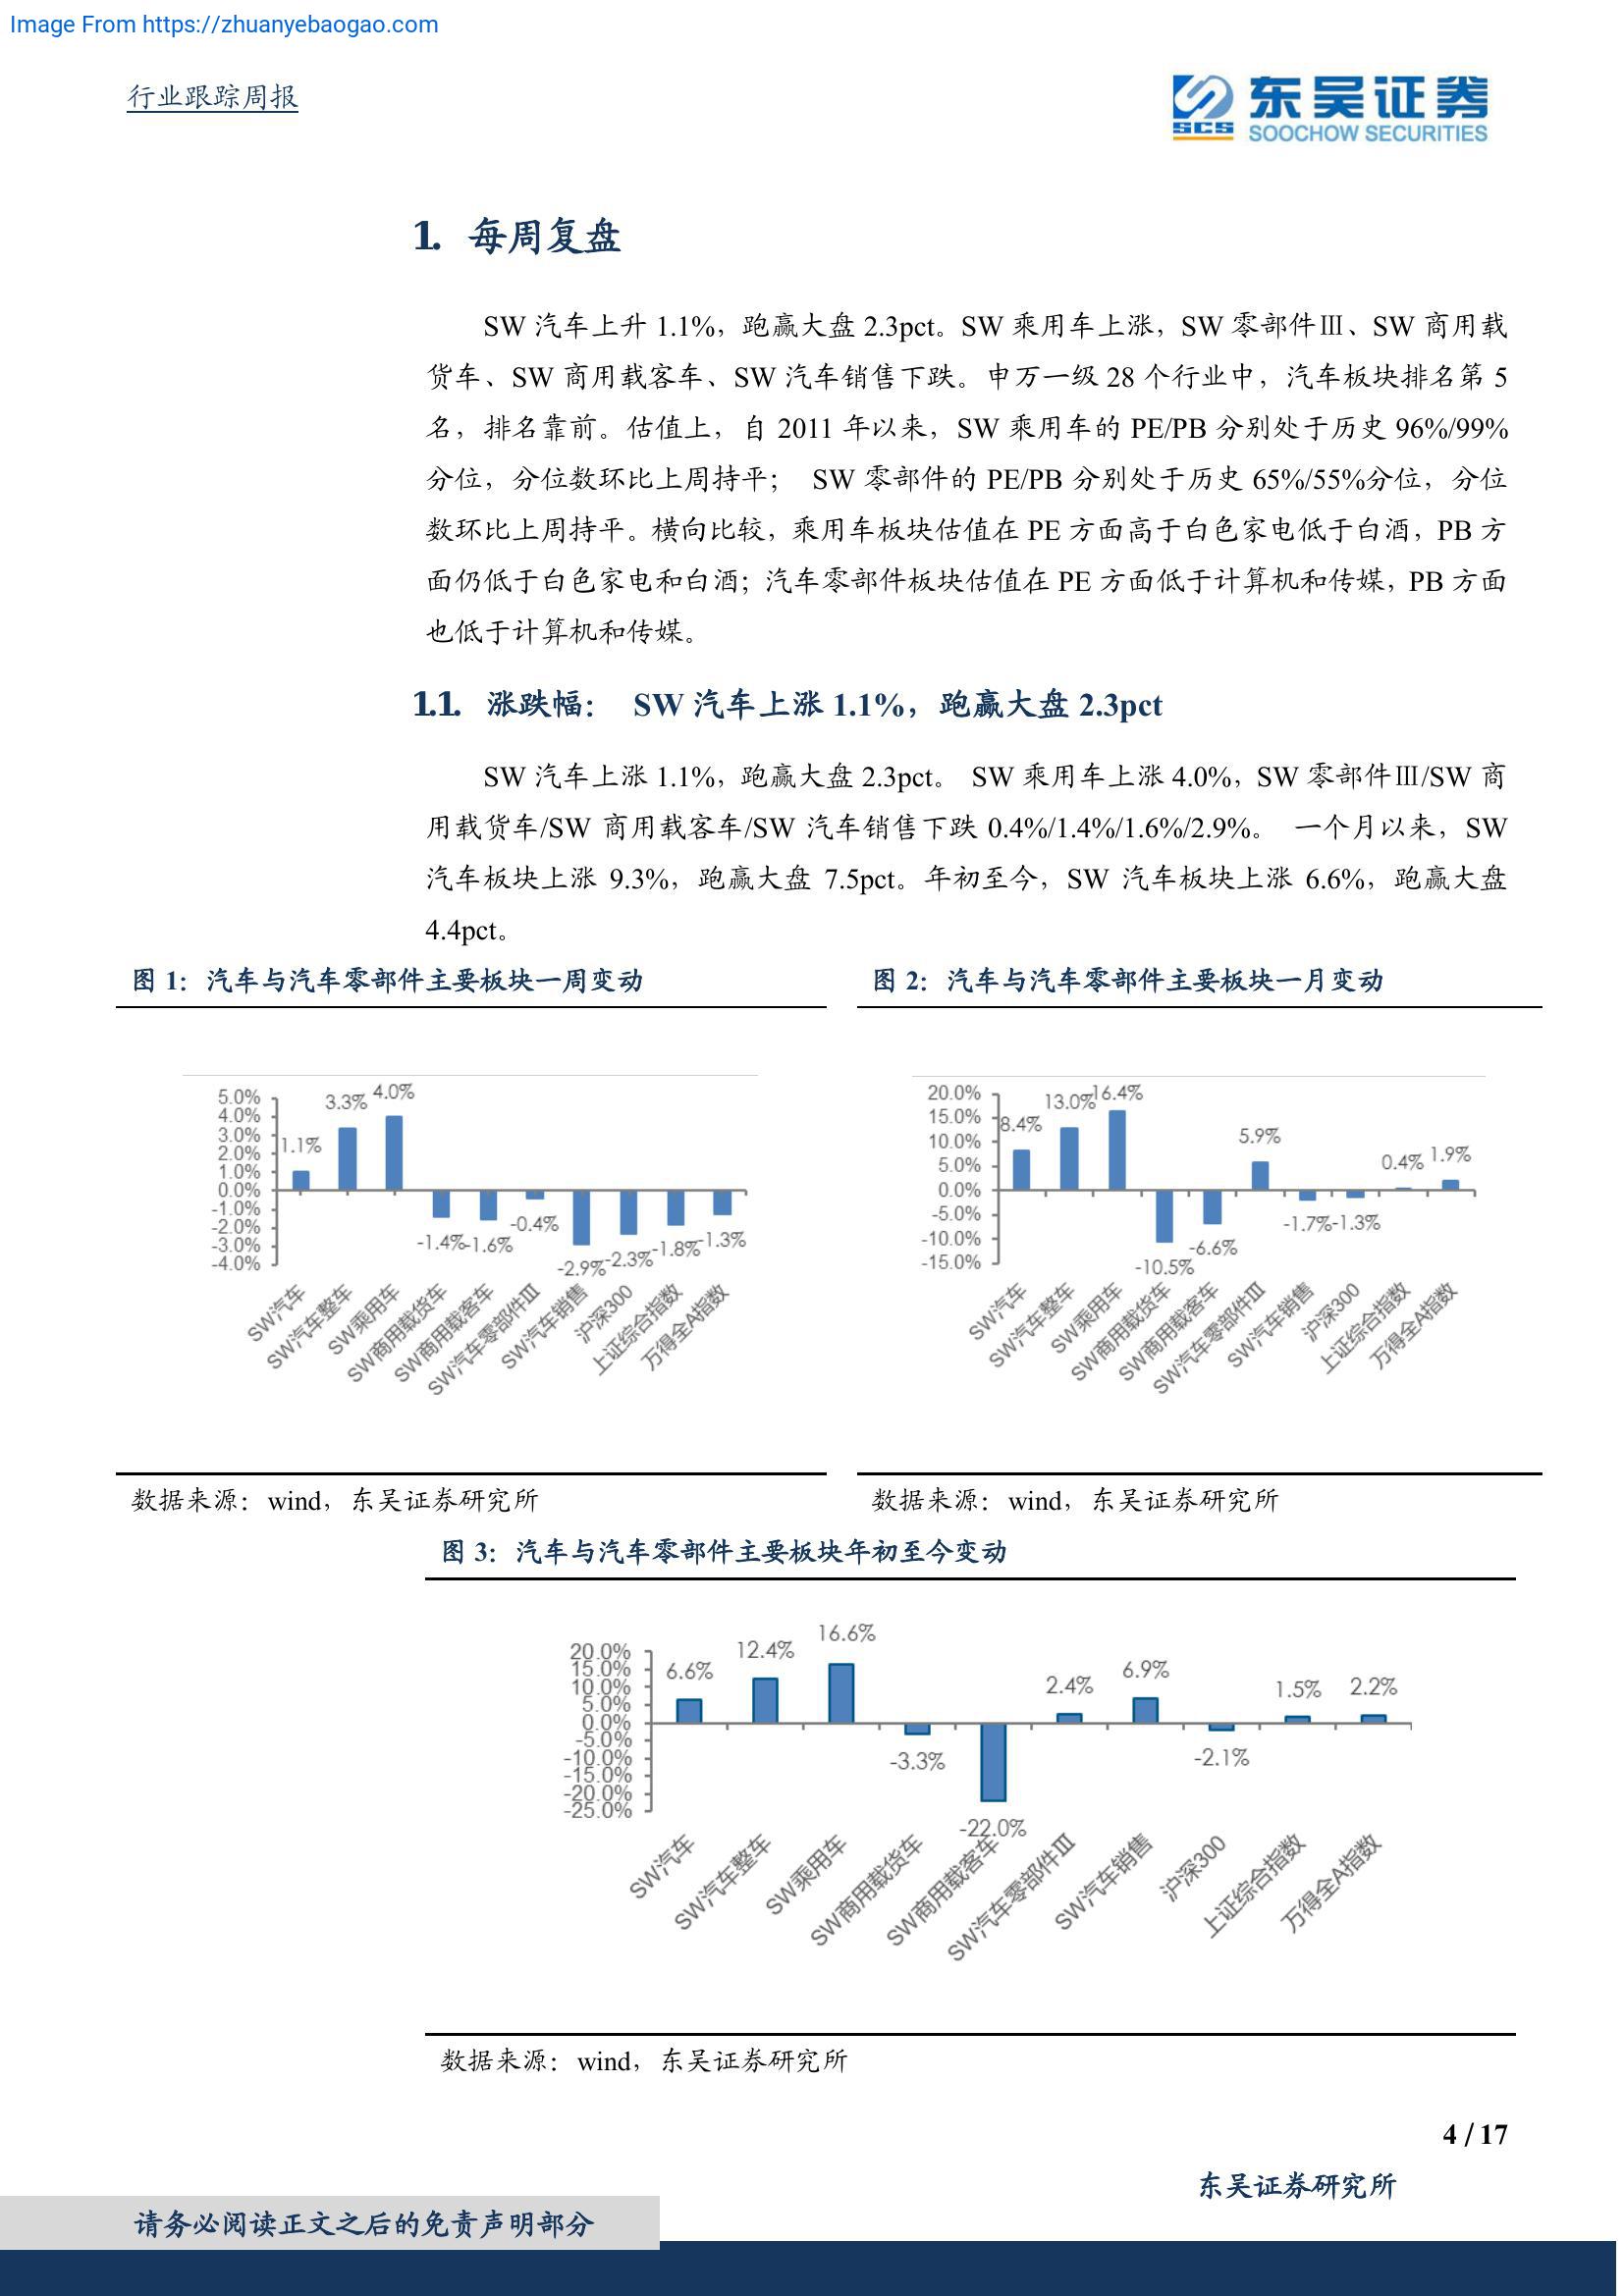 Image From https://zhuanyebaogao.com
行业跟踪周报
SCS
东吴证券
SOOCHOW SECURITIES
1. 每周复盘
SW 汽车上升 1.1%，跑赢大盘 2.3pct。SW 乘用车上涨，SW 零部件Ⅲ、SW 商用载
货车、SW 商用载客车、SW 汽车销售下跌。申万一级 28 个行业中，汽车板块排名第 5
名，排名靠前。估值上，自 2011 年以来，SW 乘用车的 PE/PB 分别处于历史 96%/99%
分位，分位数环比上周持平； SW 零部件的 PE/PB 分别处于历史 65%/55%分位，分位
数环比上周持平。横向比较，乘用车板块估值在 PE 方面高于白色家电低于白酒，PB 方
面仍低于白色家电和白酒；汽车零部件板块估值在 PE 方面低于计算机和传媒，PB 方面
也低于计算机和传媒。
1.1. 涨跌幅： SW 汽车上涨 1.1%，跑赢大盘 2.3pct
SW 汽车上涨 1.1%，跑赢大盘 2.3pct。 SW 乘用车上涨 4.0%，SW 零部件Ⅲ/SW 商
用载货车/SW 商用载客车/SW 汽车销售下跌 0.4%/1.4%/1.6%/2.9%。 一个月以来，SW
汽车板块上涨 9.3%，跑赢大盘 7.5pct。年初至今，SW 汽车板块上涨 6.6%，跑赢大盘
4.4pct。
图 1：汽车与汽车零部件主要板块一周变动
5.0%
4.0%
3.0%
2.0%
1.0%
0.0%
-1.0%
-2.0%
-3.0%
-4.0%
1.1%
3.3%
4.0%
-1.4%
-1.6%
-0.4%
-2.9%
-2.3%
-1.8%
-1.3%
SW汽车
SW汽车整车
SW乘用车
SW商用载货车
SW商用载客车
SW汽车零部件Ⅲ
SW汽车销售
沪深300
上证综合指数
万得全A指数
数据来源：wind，东吴证券研究所
图 2：汽车与汽车零部件主要板块一月变动
20.0%
15.0%
10.0%
5.0%
0.0%
-5.0%
-10.0%
-15.0%
8.4%
13.0%
16.4%
-10.5%
-6.6%
5.9%
-1.7%
-1.3%
0.4%
1.9%
SW汽车
SW汽车整车
SW乘用车
SW商用载货车
SW商用载客车
SW汽车零部件Ⅲ
SW汽车销售
沪深300
上证综合指数
万得全A指数
数据来源：wind，东吴证券研究所
图 3：汽车与汽车零部件主要板块年初至今变动
20.0%
15.0%
10.0%
5.0%
0.0%
-5.0%
-10.0%
-15.0%
-20.0%
-25.0%
6.6%
12.4%
16.6%
-3.3%
-22.0%
2.4%
6.9%
-2.1%
1.5%
2.2%
SW汽车
SW汽车整车
SW乘用车
SW商用载货车
SW商用载客车
SW汽车零部件Ⅲ
SW汽车销售
沪深300
上证综合指数
万得全A指数
数据来源：wind，东吴证券研究所
4 / 17
东吴证券研究所
请务必阅读正文之后的免责声明部分